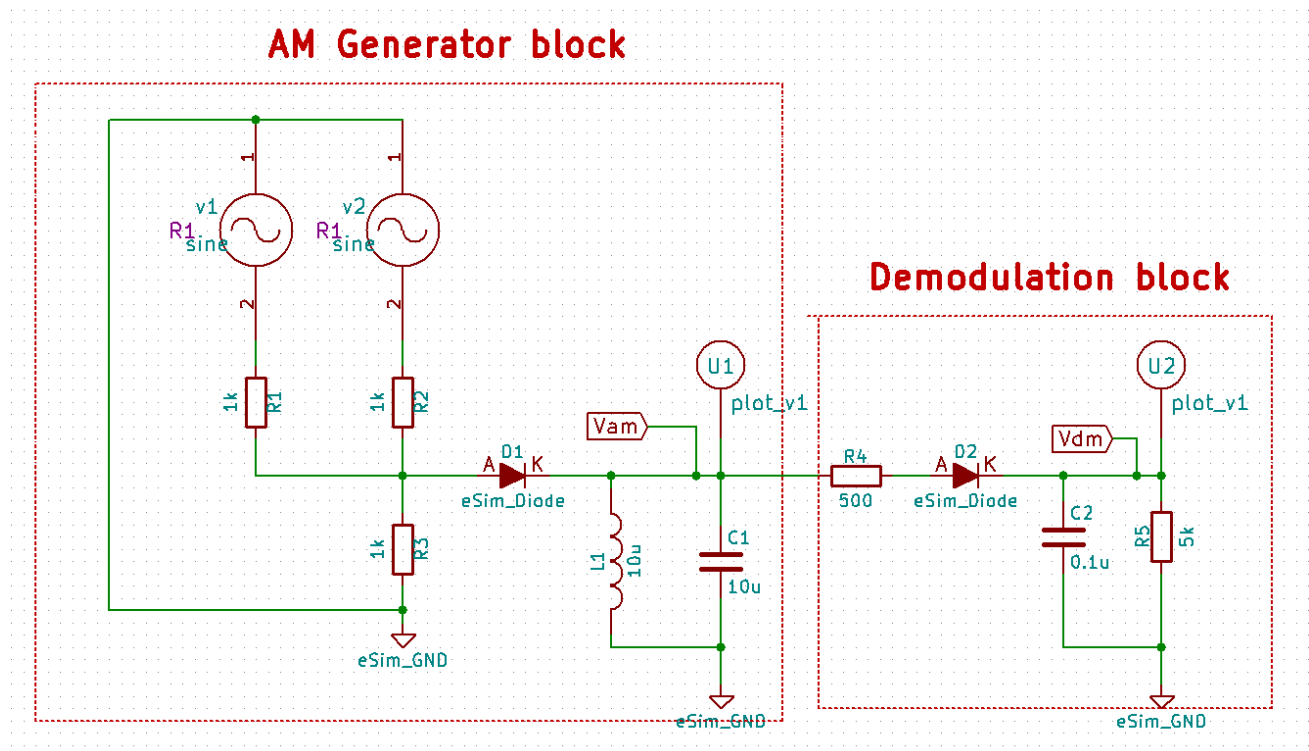 AM Generator block
1
1
v1
R1
sine
v2
R1
sine
2
2
1k
R1
1k
R2
Demodulation block
U1
plot_v1
U2
plot_v1
Vam
Vdm
A
D1
K
eSim_Diode
R4
500
A
D2
K
eSim_Diode
1k
R3
L1
10u
C1
10u
C2
0.1u
R5
5k
eSim_GND
eSim_GND
eSim_GND